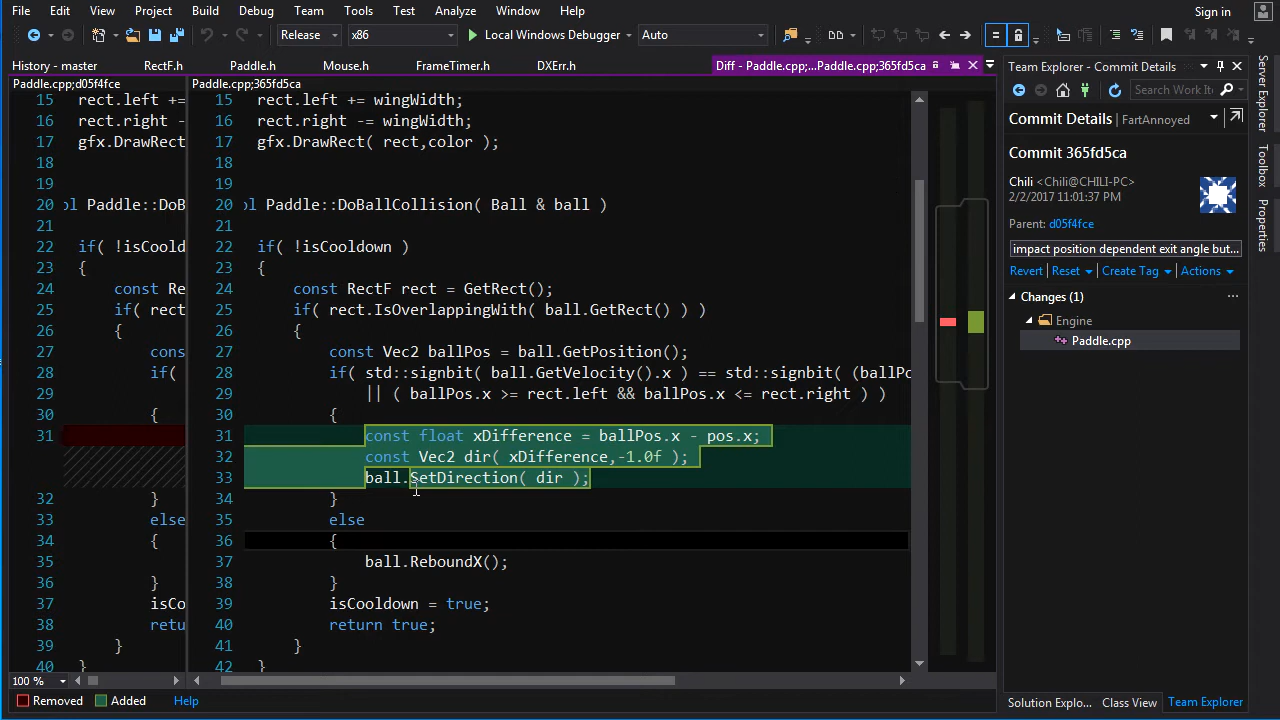 File Edit View Project Build Debug Team Tools Test Analyze Window Help Sign in
Release x86 Local Windows Debugger Auto
History - master RectF.h Paddle.h Mouse.h FrameTimer.h DXErr.h Diff - Paddle.cpp;...Paddle.cpp;365fd5ca
Paddle.cpp;d05f4fce
15 rect.left +=
16 rect.right -=
17 gfx.DrawRect(
18
19
20 ol Paddle::DoB
21
22 if( !isCoold
23 {
24 const Re
25 if( rect
26 {
27 cons
28 if(
29
30 {
31
32 }
33 else
34 {
35
36 }
37 isCo
38 retu
39 }
40 }
Paddle.cpp;365fd5ca
15 rect.left += wingWidth;
16 rect.right -= wingWidth;
17 gfx.DrawRect( rect,color );
18
19
20 ol Paddle::DoBallCollision( Ball & ball )
21
22 if( !isCooldown )
23 {
24 const RectF rect = GetRect();
25 if( rect.IsOverlappingWith( ball.GetRect() ) )
26 {
27 const Vec2 ballPos = ball.GetPosition();
28 if( std::signbit( ball.GetVelocity().x ) == std::signbit( (ballPo
29 || ( ballPos.x >= rect.left && ballPos.x <= rect.right ) )
30 {
31 const float xDifference = ballPos.x - pos.x;
32 const Vec2 dir( xDifference,-1.0f );
33 ball.SetDirection( dir );
34 }
35 else
36 {
37 ball.ReboundX();
38 }
39 isCooldown = true;
40 return true;
41 }
42 }
100 %
Removed Added Help
Team Explorer - Commit Details
Search Work Ite
Commit Details | FartAnnoyed
Commit 365fd5ca
Chili <Chili@CHILI-PC>
2/2/2017 11:01:37 PM
Parent: d05f4fce
impact position dependent exit angle but...
Revert | Reset | Create Tag | Actions
Changes (1) ...
Engine
Paddle.cpp
Solution Explo... Class View Team Explorer
Server Explorer
Toolbox
Properties